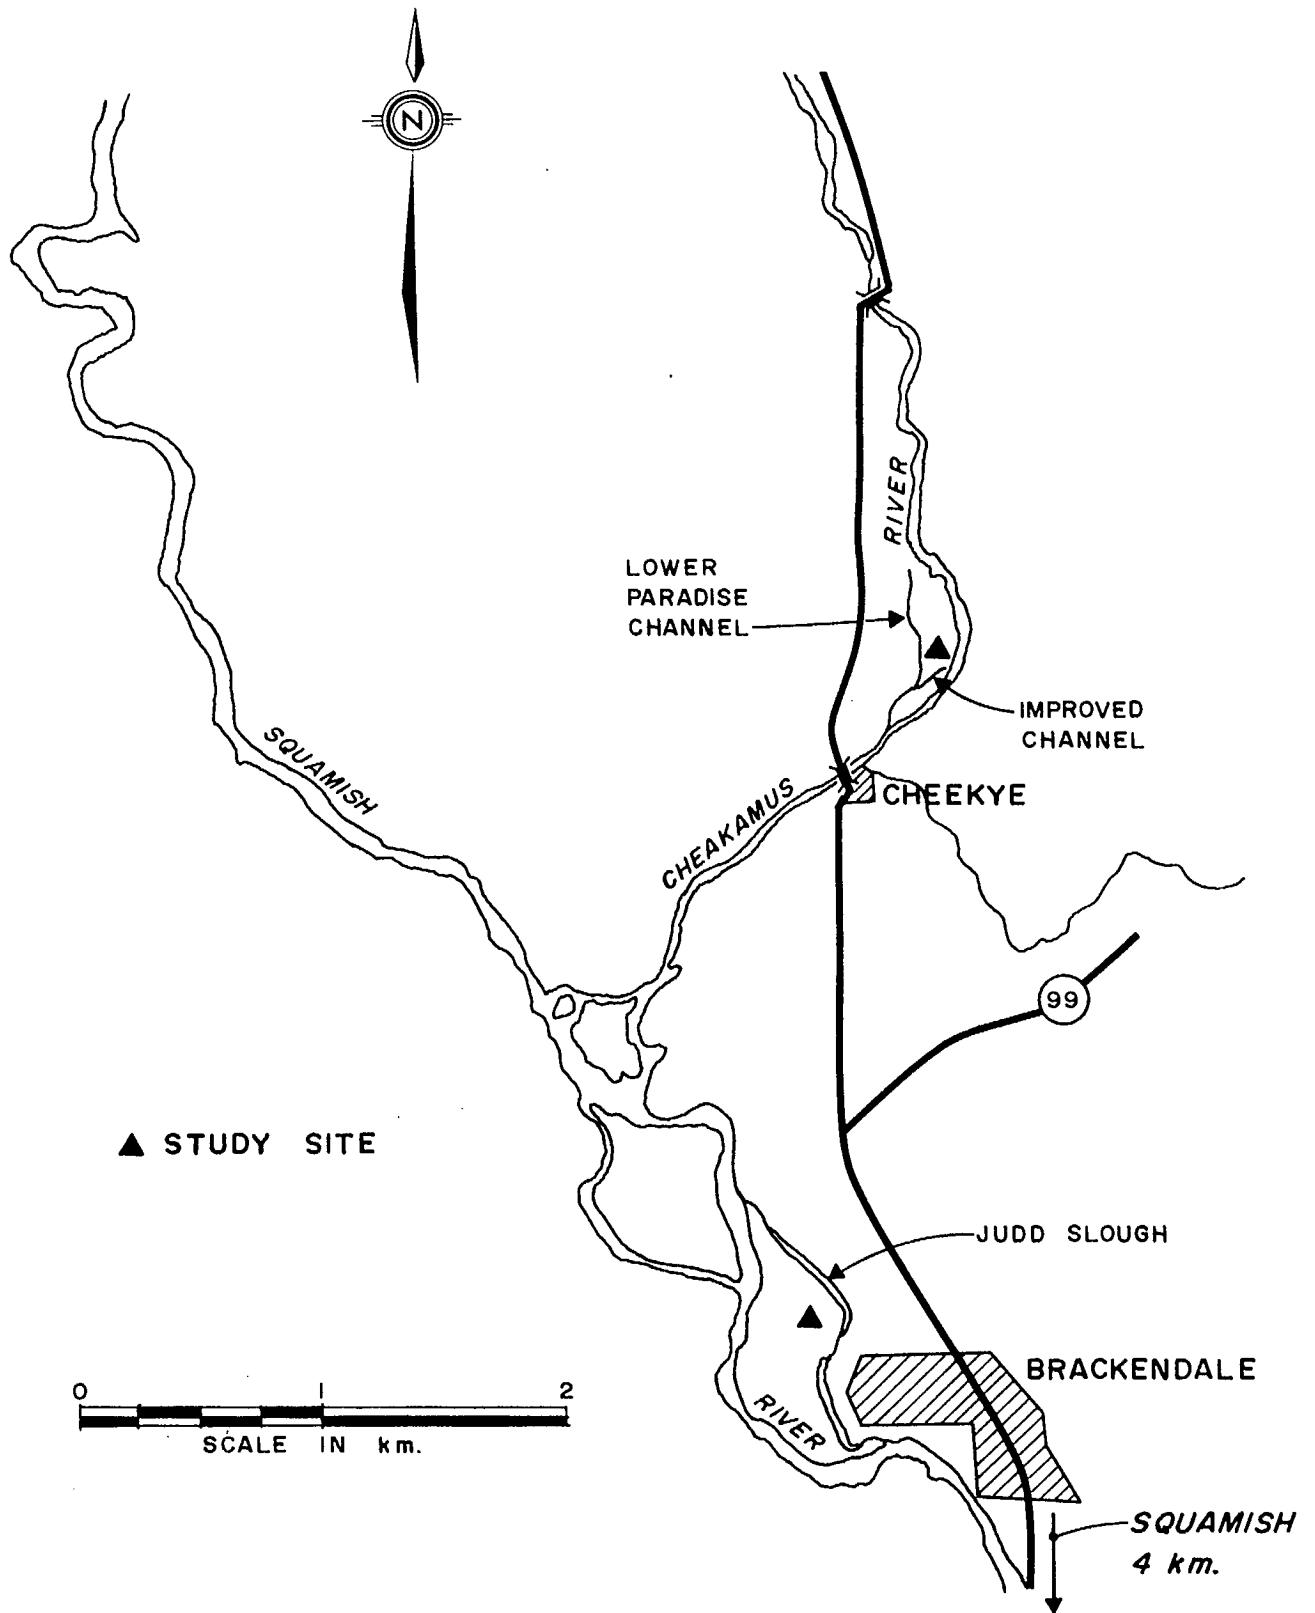 N
RIVER
LOWER
PARADISE
CHANNEL
IMPROVED
CHANNEL
SQUAMISH
CHEAKAMUS
CHEEKYE
99
STUDY SITE
JUDD SLOUGH
BRACKENDALE
0 1 2
SCALE IN km.
RIVER
SQUAMISH
4 km.